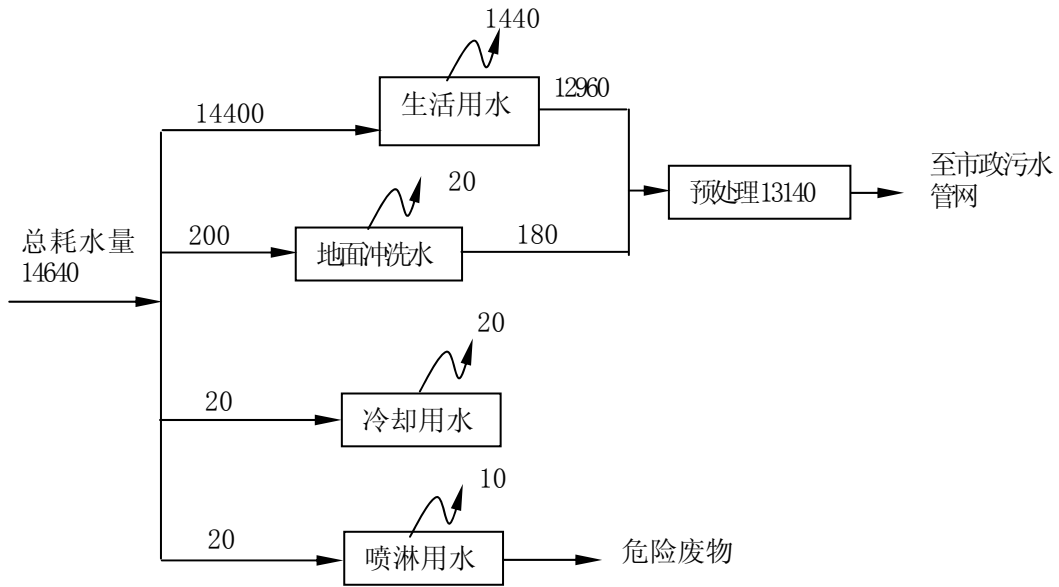 1440
生活用水
12960
14400
至市政污水
管网
预处理13140
20
地面冲洗水
200
180
总耗水量
14640
20
20
冷却用水
10
20
喷淋用水
危险废物